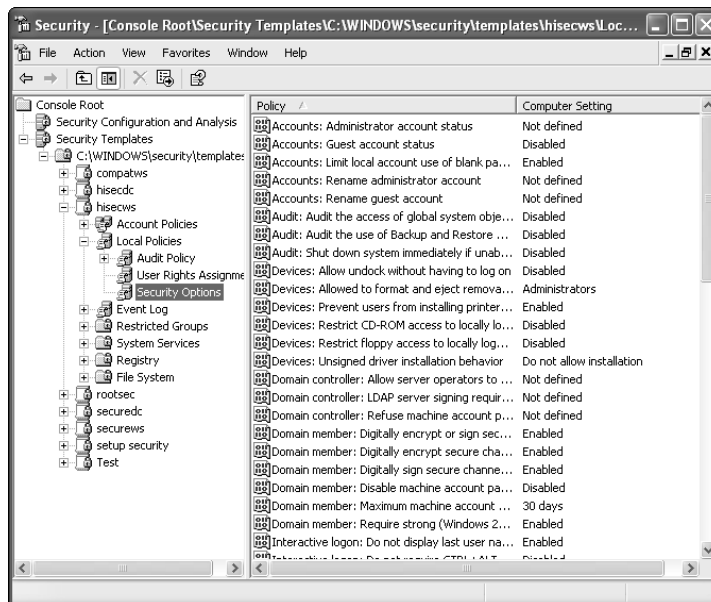 Security - [Console Root\Security Templates\C:\WINDOWS\security\templates\hisecws\Loc...
File Action View Favorites Window Help
Console Root
Security Configuration and Analysis
Security Templates
C:\WINDOWS\security\templates
compatws
hisecdc
hisecws
Account Policies
Local Policies
Audit Policy
User Rights Assignme
Security Options
Event Log
Restricted Groups
System Services
Registry
File System
rootsec
securedc
securews
setup security
Test
Policy Computer Setting
Accounts: Administrator account status Not defined
Accounts: Guest account status Disabled
Accounts: Limit local account use of blank pa... Enabled
Accounts: Rename administrator account Not defined
Accounts: Rename guest account Not defined
Audit: Audit the access of global system obje... Disabled
Audit: Audit the use of Backup and Restore ... Disabled
Audit: Shut down system immediately if unab... Disabled
Devices: Allow undock without having to log on Disabled
Devices: Allowed to format and eject remova... Administrators
Devices: Prevent users from installing printer... Enabled
Devices: Restrict CD-ROM access to locally lo... Disabled
Devices: Restrict floppy access to locally log... Disabled
Devices: Unsigned driver installation behavior Do not allow installation
Domain controller: Allow server operators to ... Not defined
Domain controller: LDAP server signing requir... Not defined
Domain controller: Refuse machine account p... Not defined
Domain member: Digitally encrypt or sign sec... Enabled
Domain member: Digitally encrypt secure cha... Enabled
Domain member: Digitally sign secure channe... Enabled
Domain member: Disable machine account pa... Disabled
Domain member: Maximum machine account ... 30 days
Domain member: Require strong (Windows 2... Enabled
Interactive logon: Do not display last user na... Enabled
Interactive logon: Do not require CTRL+ALT... Disabled